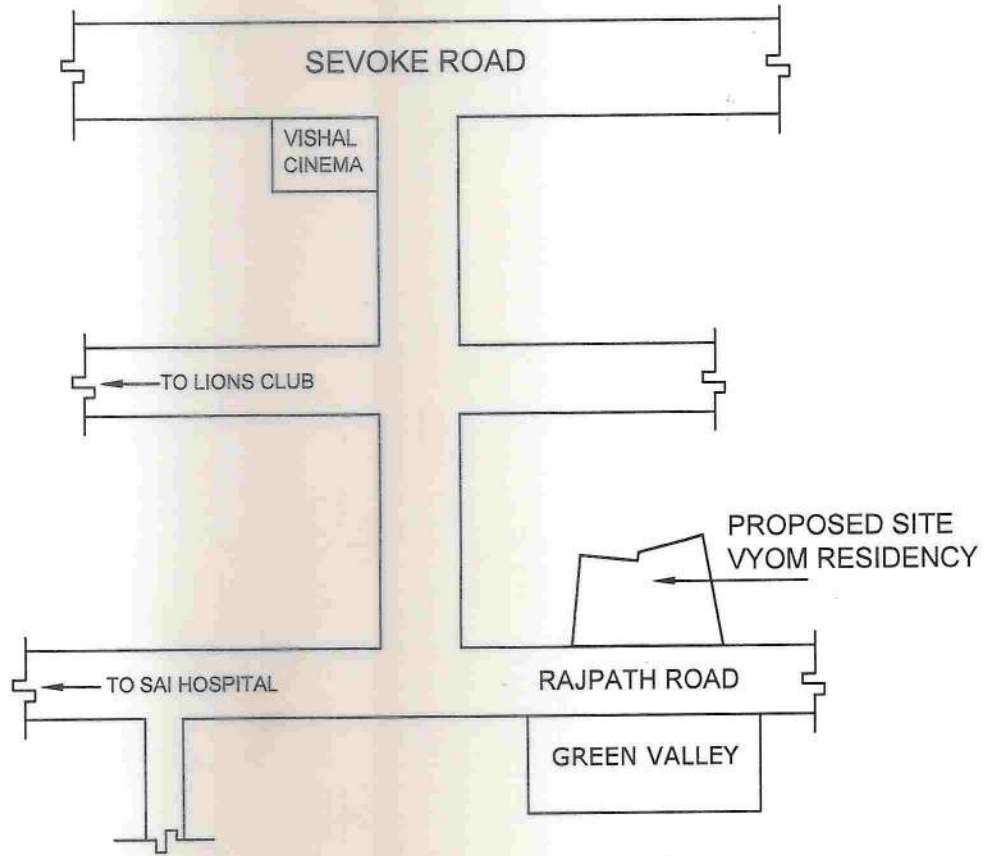 SEVOKE ROAD
VISHAL
CINEMA
TO LIONS CLUB
PROPOSED SITE
VYOM RESIDENCY
TO SAI HOSPITAL
RAJPATH ROAD
GREEN VALLEY